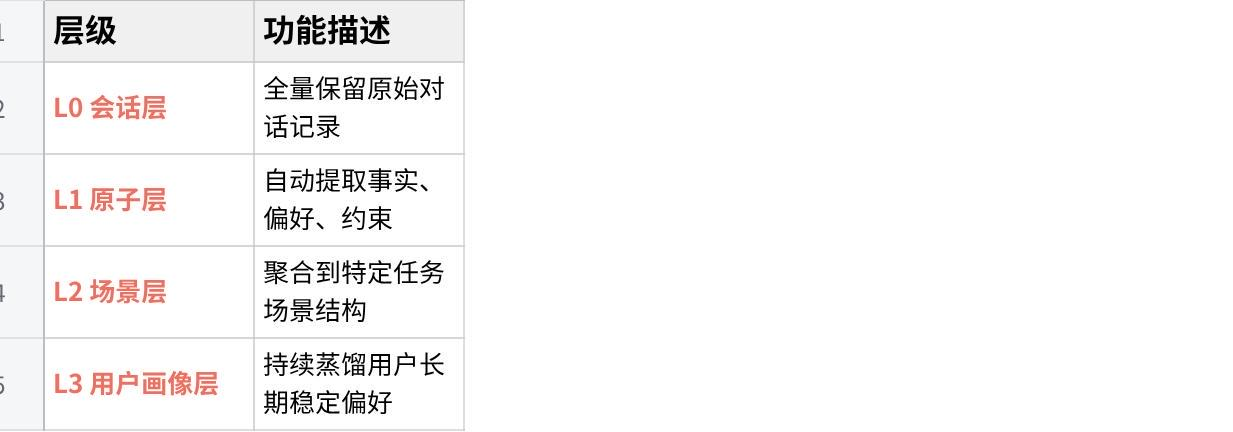 层级 功能描述
L0 会话层 全量保留原始对
话记录
L1 原子层 自动提取事实、
偏好、约束
L2 场景层 聚合到特定任务
场景结构
L3 用户画像层 持续蒸馏用户长
期稳定偏好